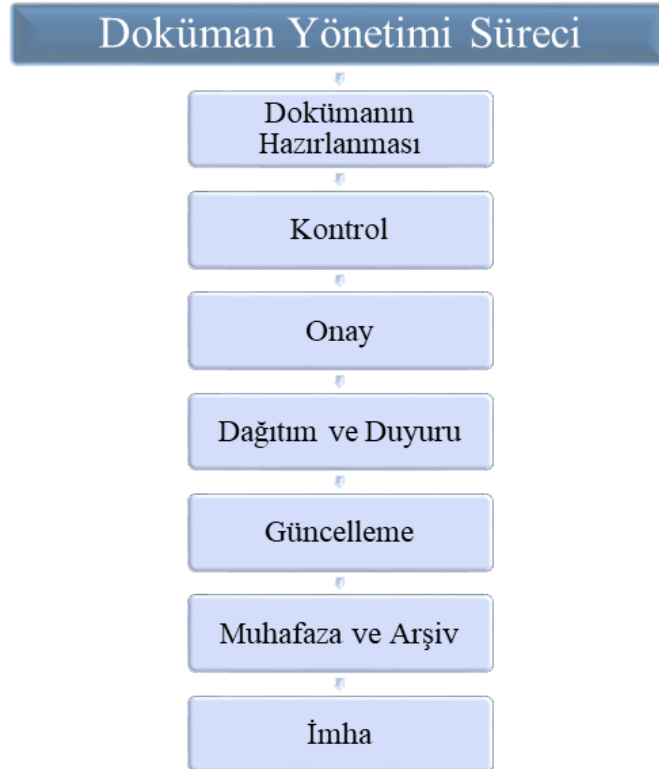 Doküman Yönetimi Süreci
Dokümanın
Hazırlanması
Kontrol
Onay
Dağıtım ve Duyuru
Güncelleme
Muhafaza ve Arşiv
İmha